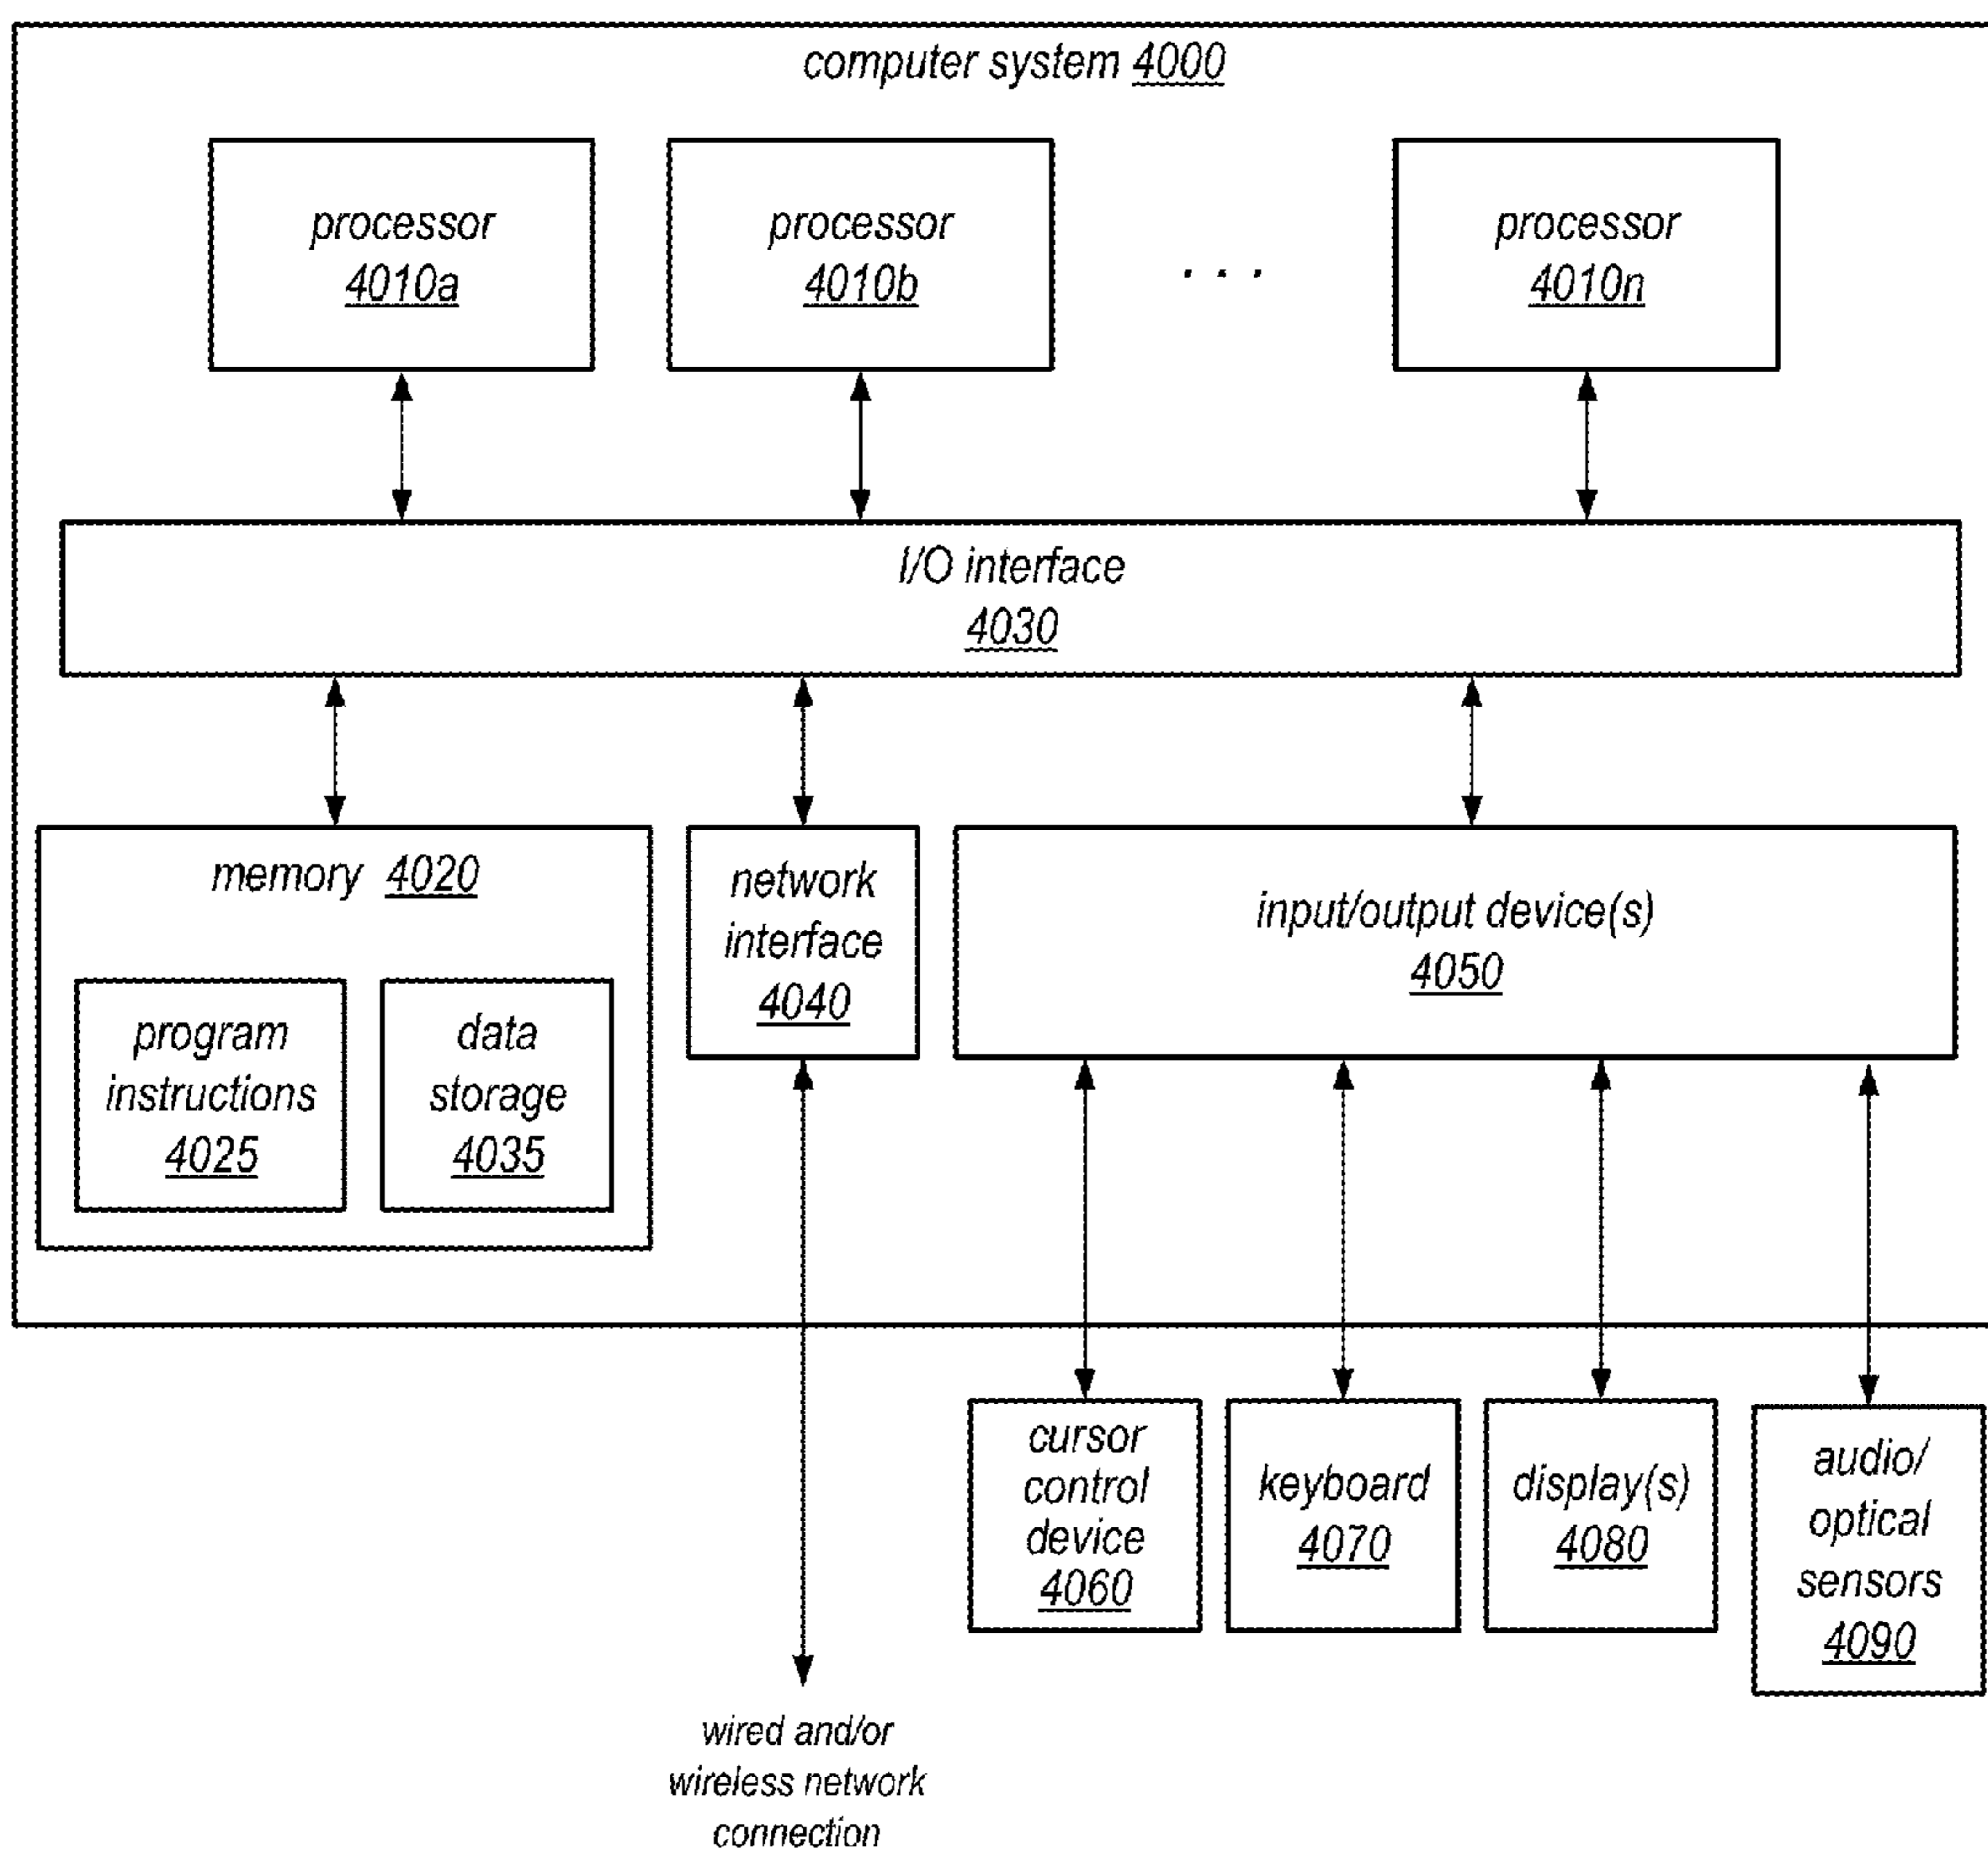 computer system 4000
processor
4010a
processor
4010b
. . .
processor
4010n
I/O interface
4030
memory 4020
program
instructions
4025
data
storage
4035
network
interface
4040
input/output device(s)
4050
cursor
control
device
4060
keyboard
4070
display(s)
4080
audio/
optical
sensors
4090
wired and/or
wireless network
connection